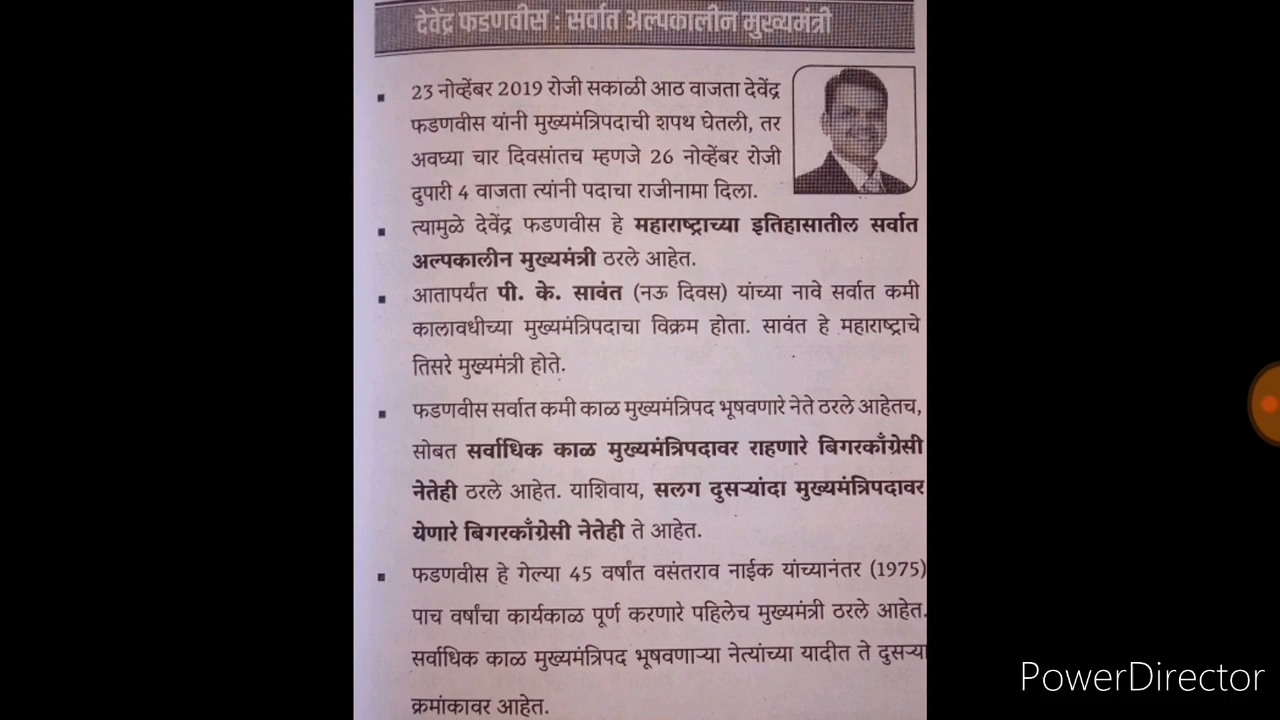 देवेंद्र फडणवीस : सर्वात अल्पकालीन मुख्यमंत्री
▪ 23 नोव्हेंबर 2019 रोजी सकाळी आठ वाजता देवेंद्र
फडणवीस यांनी मुख्यमंत्रिपदाची शपथ घेतली, तर
अवघ्या चार दिवसांतच म्हणजे 26 नोव्हेंबर रोजी
दुपारी 4 वाजता त्यांनी पदाचा राजीनामा दिला.
▪ त्यामुळे देवेंद्र फडणवीस हे महाराष्ट्राच्या इतिहासातील सर्वात
अल्पकालीन मुख्यमंत्री ठरले आहेत.
▪ आतापर्यंत पी. के. सावंत (नऊ दिवस) यांच्या नावे सर्वात कमी
कालावधीच्या मुख्यमंत्रिपदाचा विक्रम होता. सावंत हे महाराष्ट्राचे
तिसरे मुख्यमंत्री होते.
▪ फडणवीस सर्वात कमी काळ मुख्यमंत्रिपद भूषवणारे नेते ठरले आहेतच,
सोबत सर्वाधिक काळ मुख्यमंत्रिपदावर राहणारे बिगरकाँग्रेसी
नेतेही ठरले आहेत. याशिवाय, सलग दुसऱ्यांदा मुख्यमंत्रिपदावर
येणारे बिगरकाँग्रेसी नेतेही ते आहेत.
▪ फडणवीस हे गेल्या 45 वर्षांत वसंतराव नाईक यांच्यानंतर (1975)
पाच वर्षांचा कार्यकाळ पूर्ण करणारे पहिलेच मुख्यमंत्री ठरले आहेत.
सर्वाधिक काळ मुख्यमंत्रिपद भूषवणाऱ्या नेत्यांच्या यादीत ते दुसऱ्या
क्रमांकावर आहेत.
PowerDirector